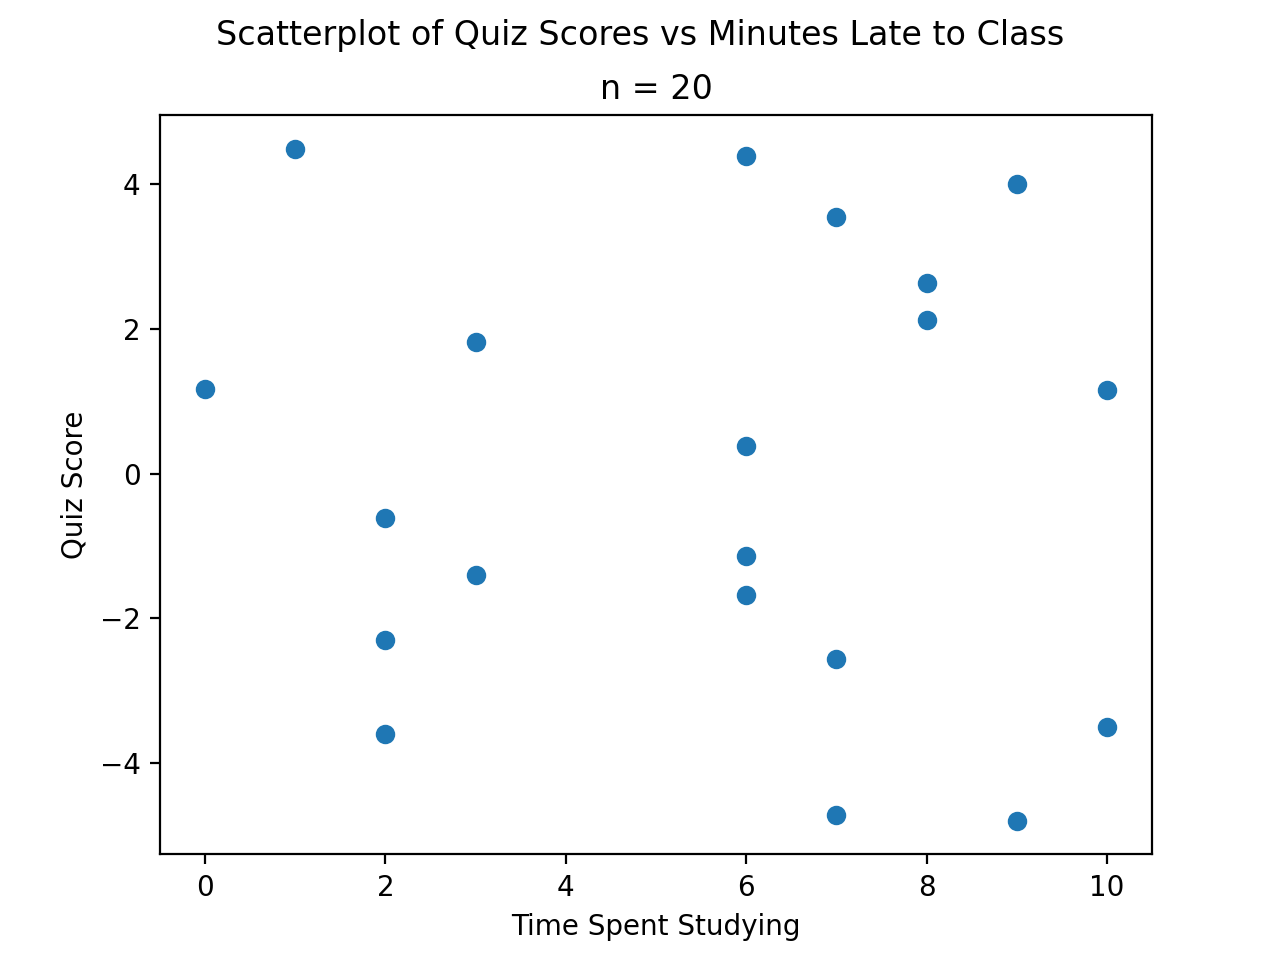 Scatterplot of Quiz Scores vs Minutes Late to Class
n = 20
4
2
0
−2
−4
Quiz Score
0 2 4 6 8 10
Time Spent Studying